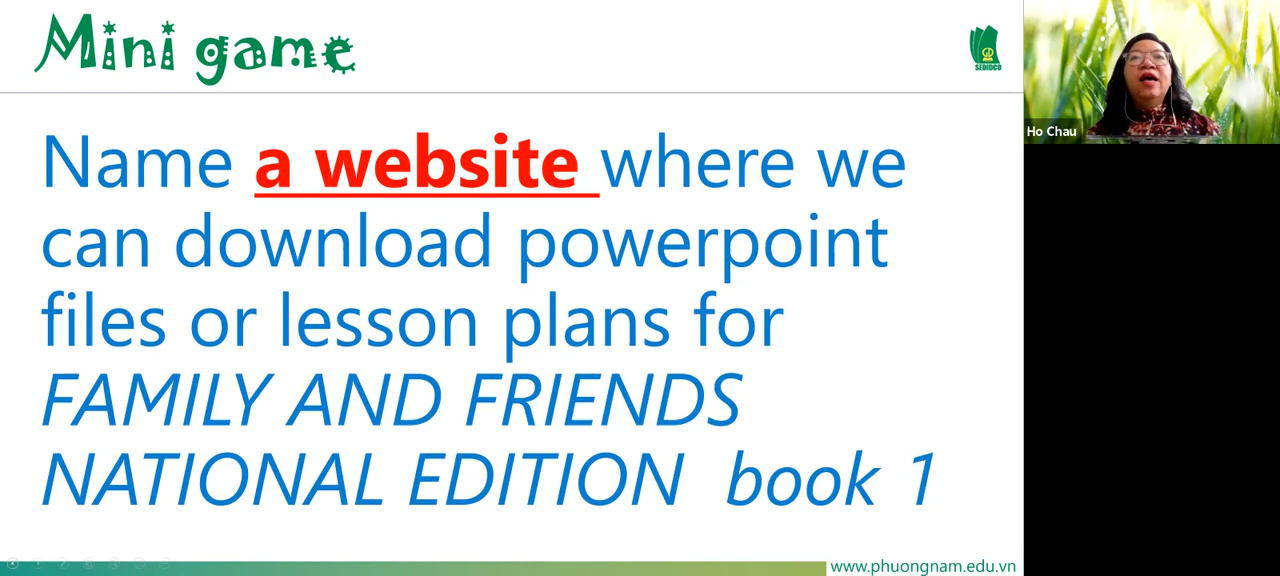 Mini game
SEDIDCO
Ho Chau
Name a website where we
can download powerpoint
files or lesson plans for
FAMILY AND FRIENDS
NATIONAL EDITION book 1
www.phuongnam.edu.vn